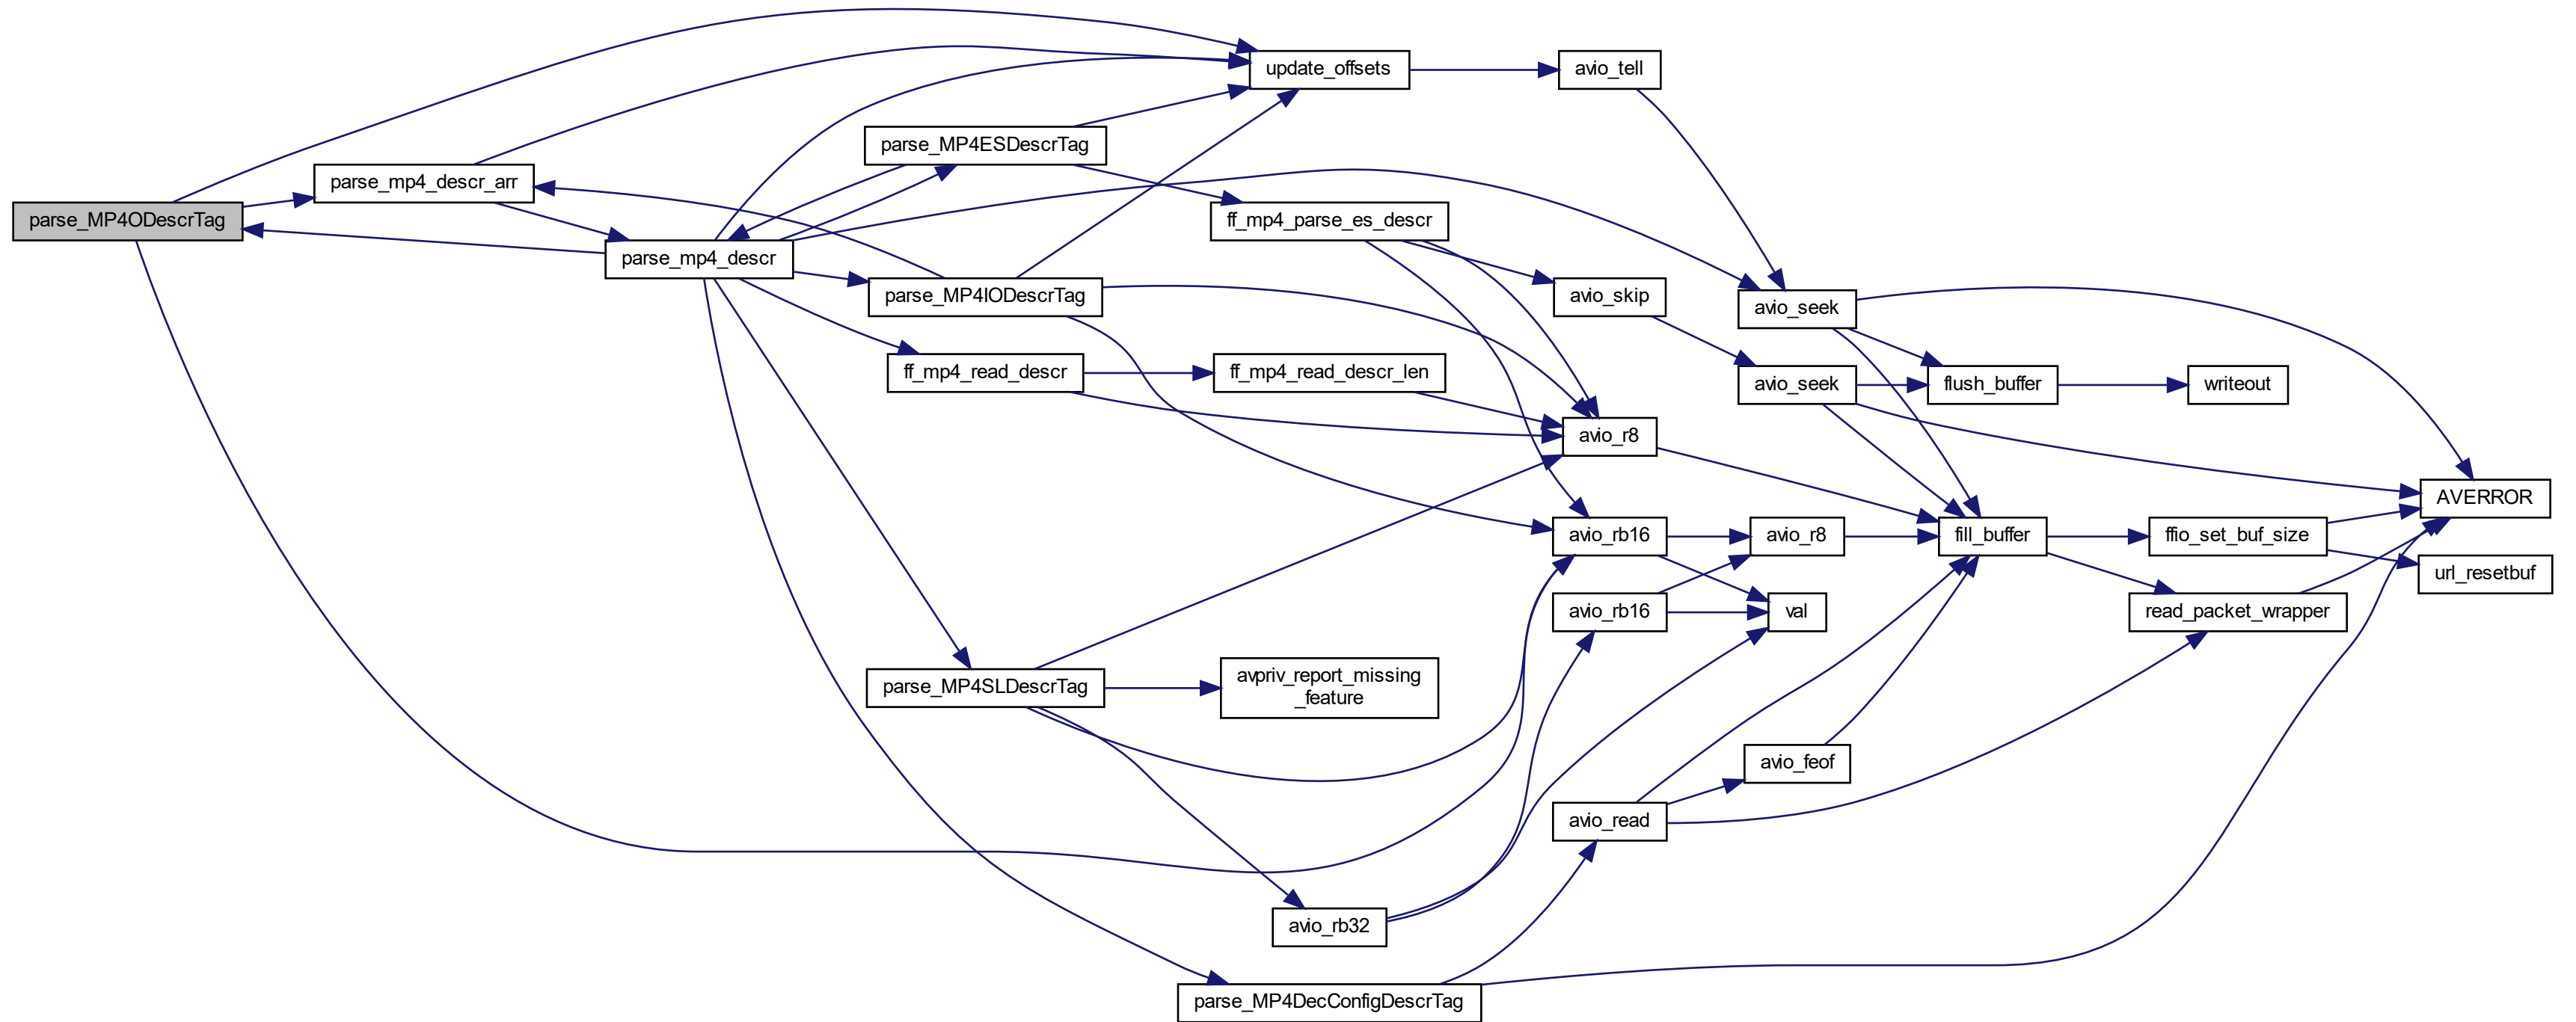 update_offsets
avio_tell
parse_MP4ESDescrTag
parse_mp4_descr_arr
parse_MP4ODescrTag
ff_mp4_parse_es_descr
parse_mp4_descr
parse_MP4IODescrTag
avio_skip
avio_seek
ff_mp4_read_descr
ff_mp4_read_descr_len
avio_seek
flush_buffer
writeout
avio_r8
AVERROR
avio_rb16
avio_r8
fill_buffer
ffio_set_buf_size
url_resetbuf
avio_rb16
val
read_packet_wrapper
parse_MP4SLDescrTag
avpriv_report_missing
_feature
avio_feof
avio_read
avio_rb32
parse_MP4DecConfigDescrTag